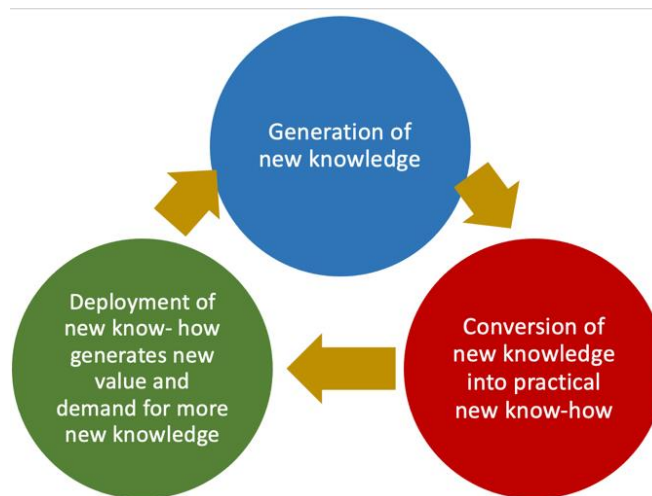 Generation of
new knowledge
Conversion of
new knowledge
into practical
new know-how
Deployment of
new know- how
generates new
value and
demand for more
new knowledge